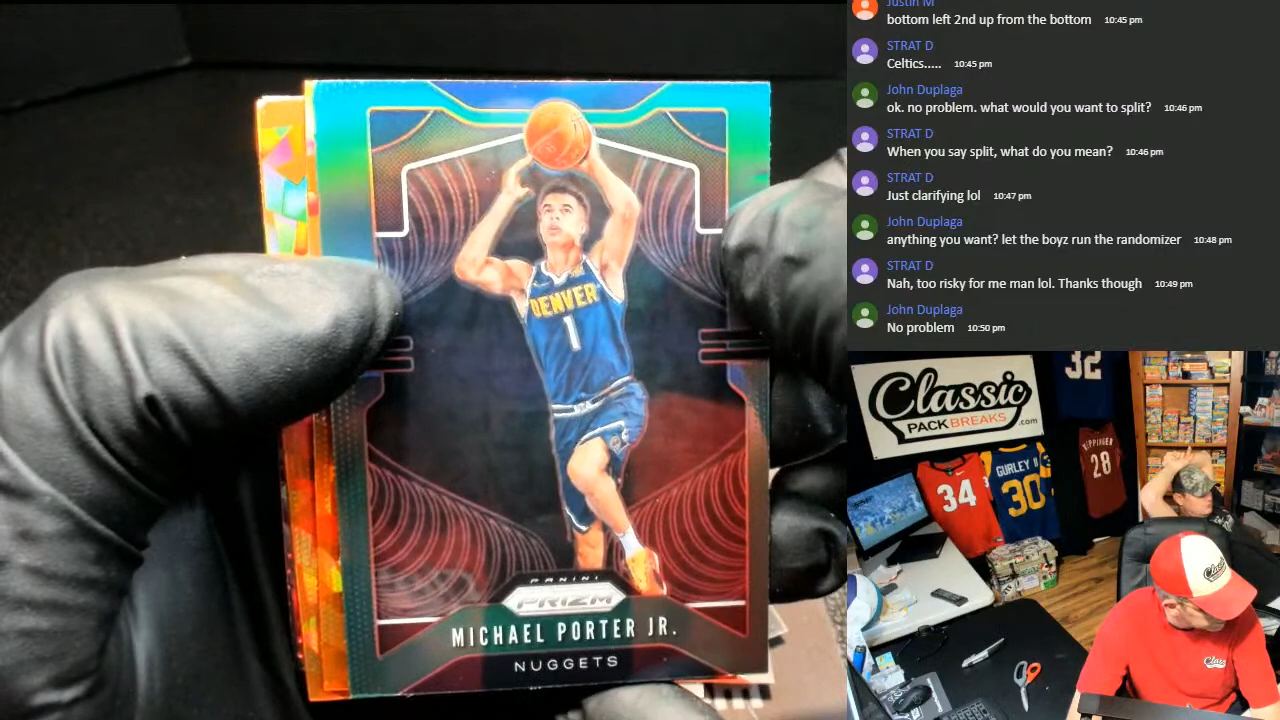 Justin M
bottom left 2nd up from the bottom 10:45 pm
STRAT D
Celtics..... 10:45 pm
John Duplaga
ok. no problem. what would you want to split? 10:46 pm
STRAT D
When you say split, what do you mean? 10:46 pm
STRAT D
Just clarifying lol 10:47 pm
John Duplaga
anything you want? let the boyz run the randomizer 10:48 pm
STRAT D
Nah, too risky for me man lol. Thanks though 10:49 pm
John Duplaga
No problem 10:50 pm
DENVER
1
PANINI
PRIZM
MICHAEL PORTER JR.
NUGGETS
Classic
PACK BREAKS.com
32
34
GURLEY II
30
28